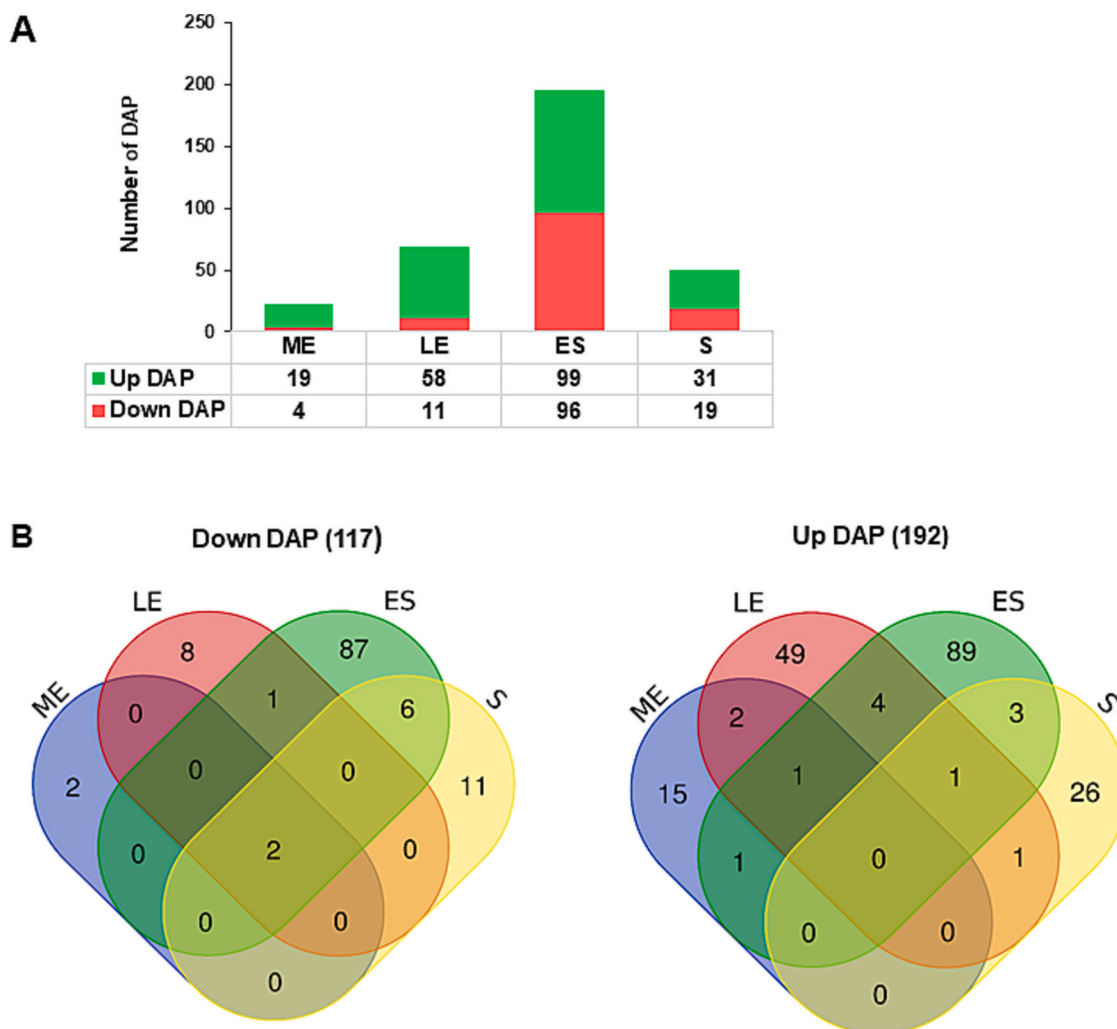 A
250
200
150
100
50
0
Number of DAP
ME LE ES S
Up DAP 19 58 99 31
Down DAP 4 11 96 19
B
Down DAP (117)
LE ES
ME S
8 87
0 1 6
2 0 0 11
0 2 0
0 0
0
Up DAP (192)
LE ES
ME S
49 89
2 4 3
15 1 1 26
1 0 1
0 0
0